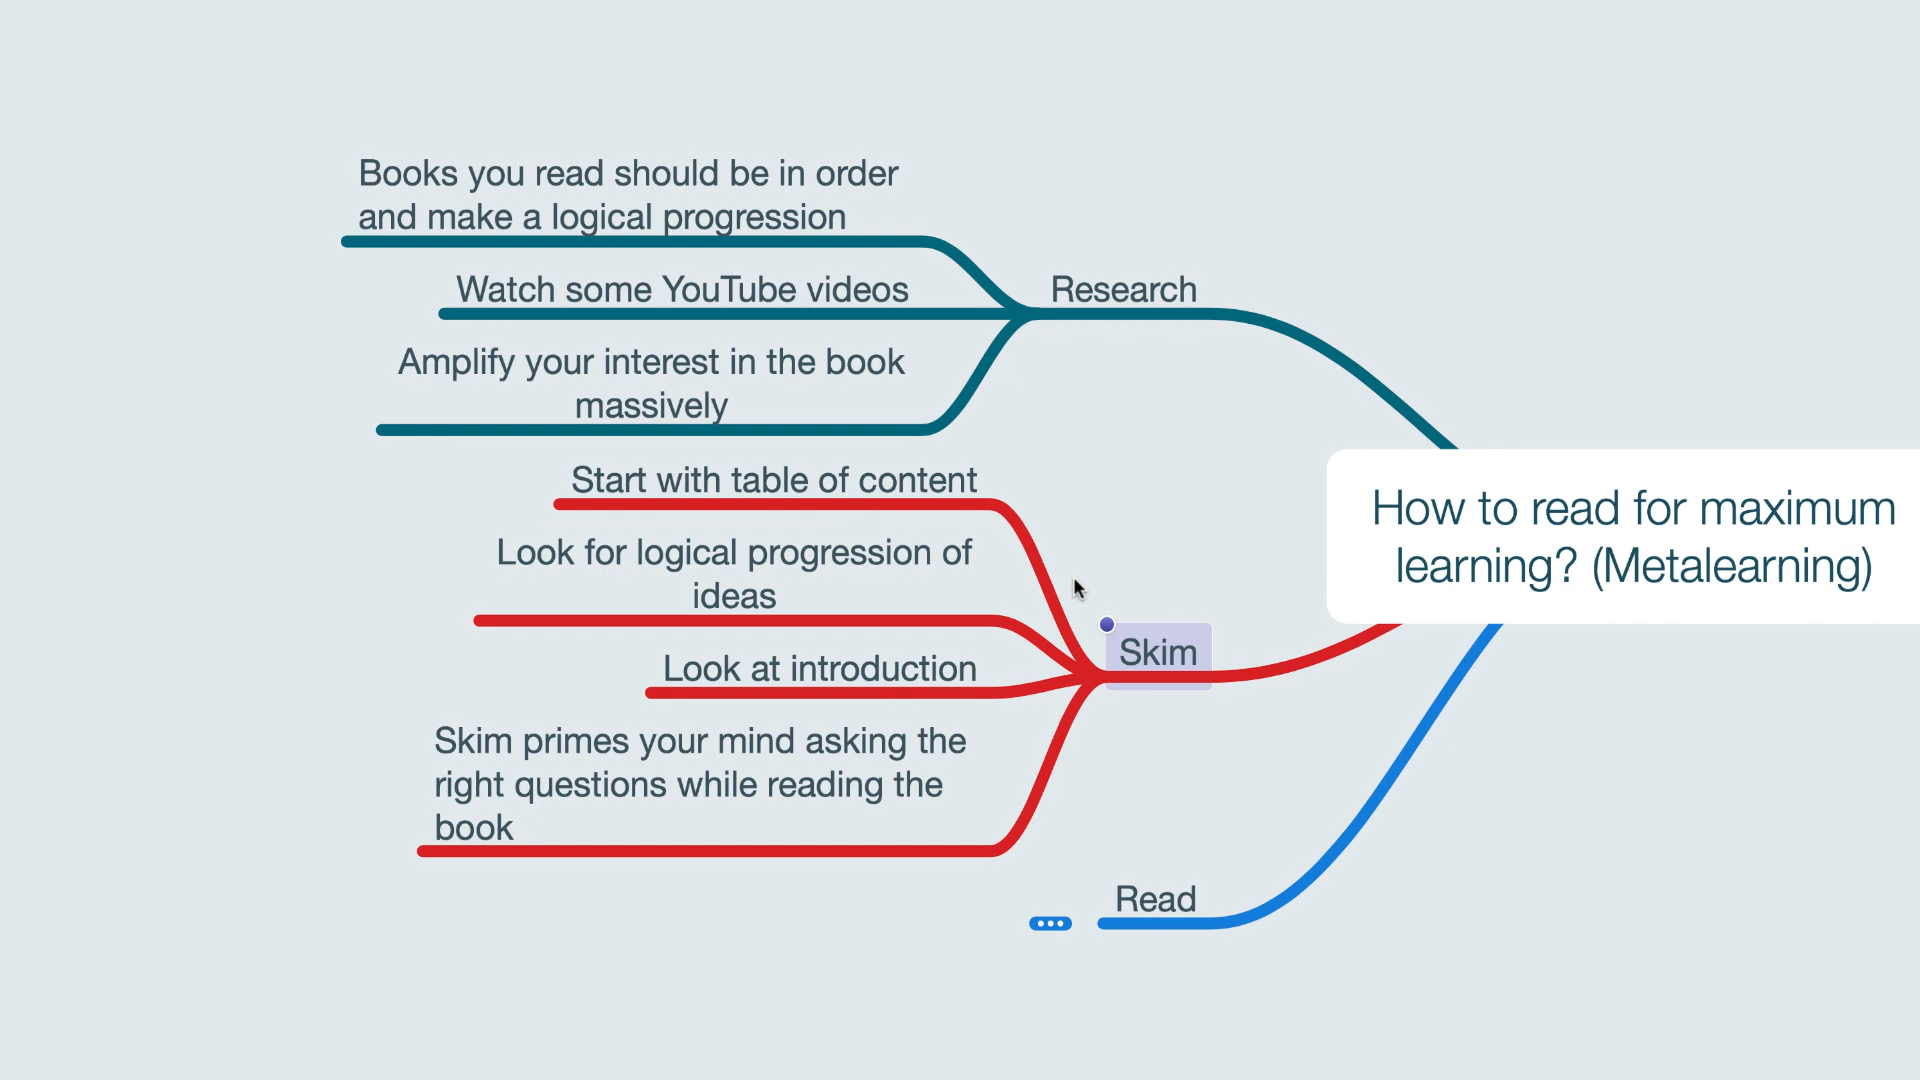 Books you read should be in order
and make a logical progression
Watch some YouTube videos
Research
Amplify your interest in the book
massively
Start with table of content
Look for logical progression of
ideas
Look at introduction
Skim primes your mind asking the
right questions while reading the
book
Skim
How to read for maximum
learning? (Metalearning)
Read